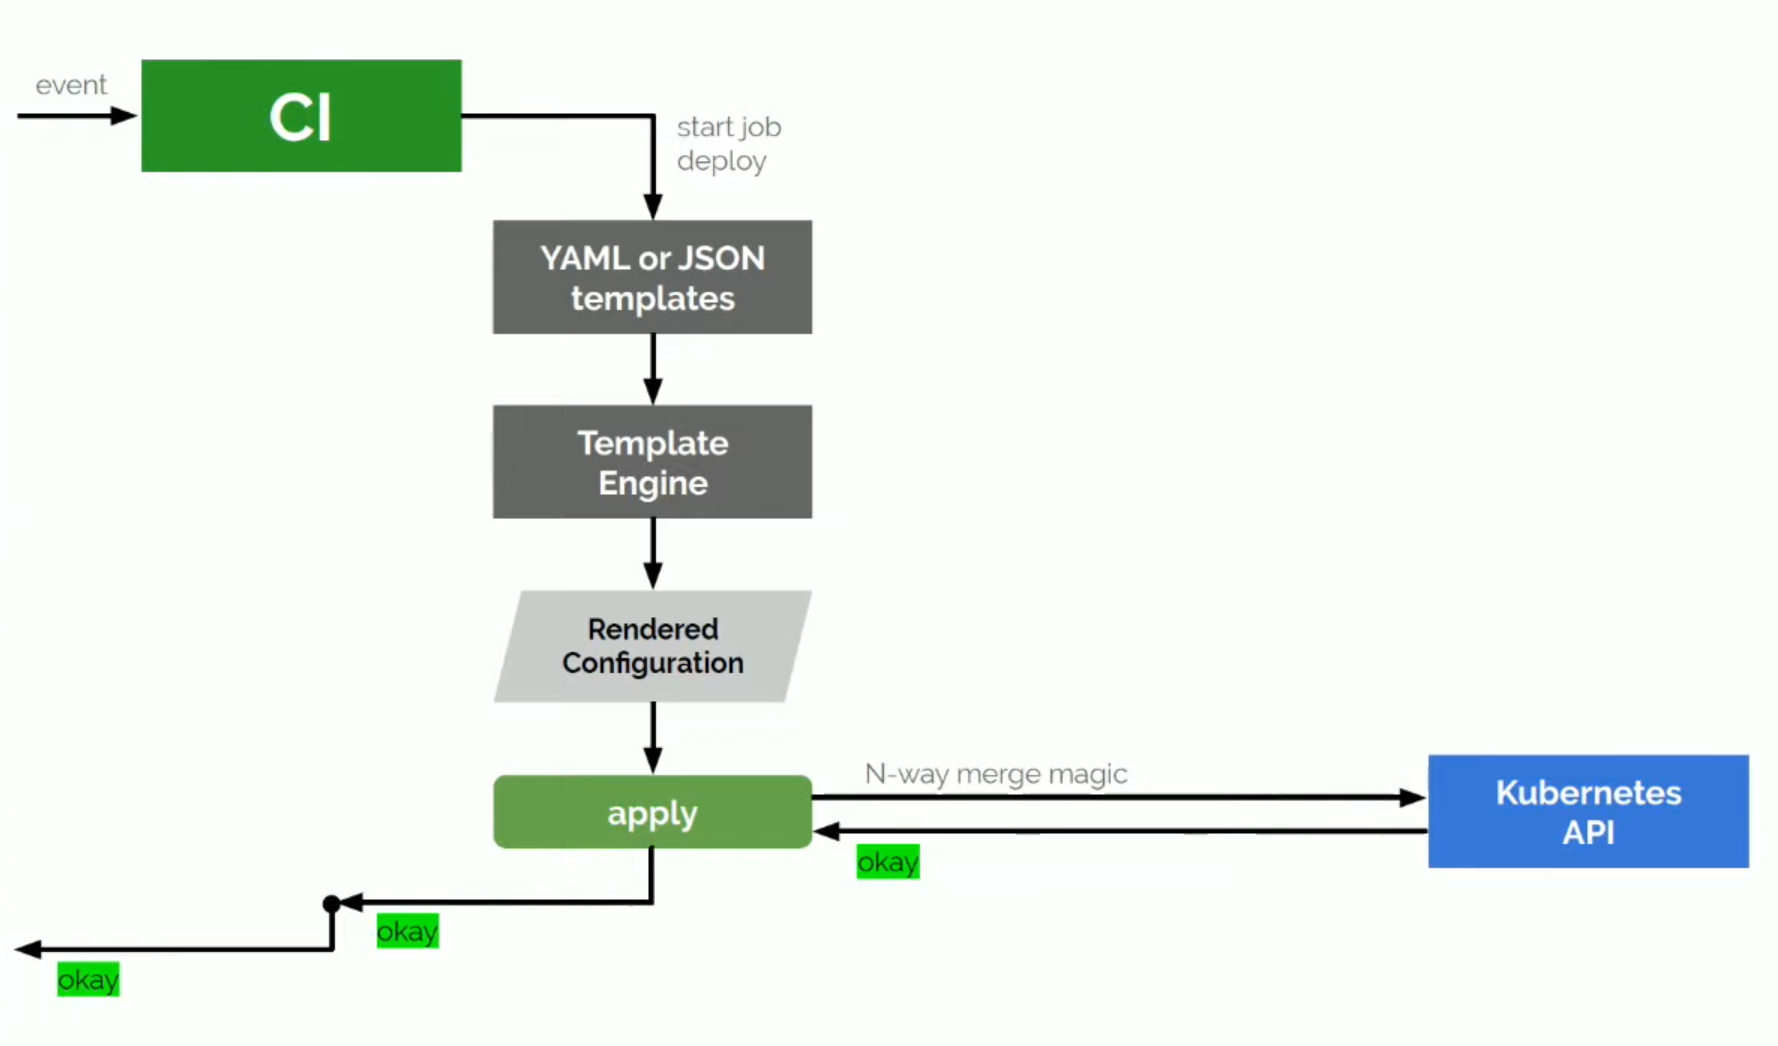 event
CI
start job
deploy
YAML or JSON
templates
Template
Engine
Rendered
Configuration
apply
N-way merge magic
Kubernetes
API
okay
okay
okay